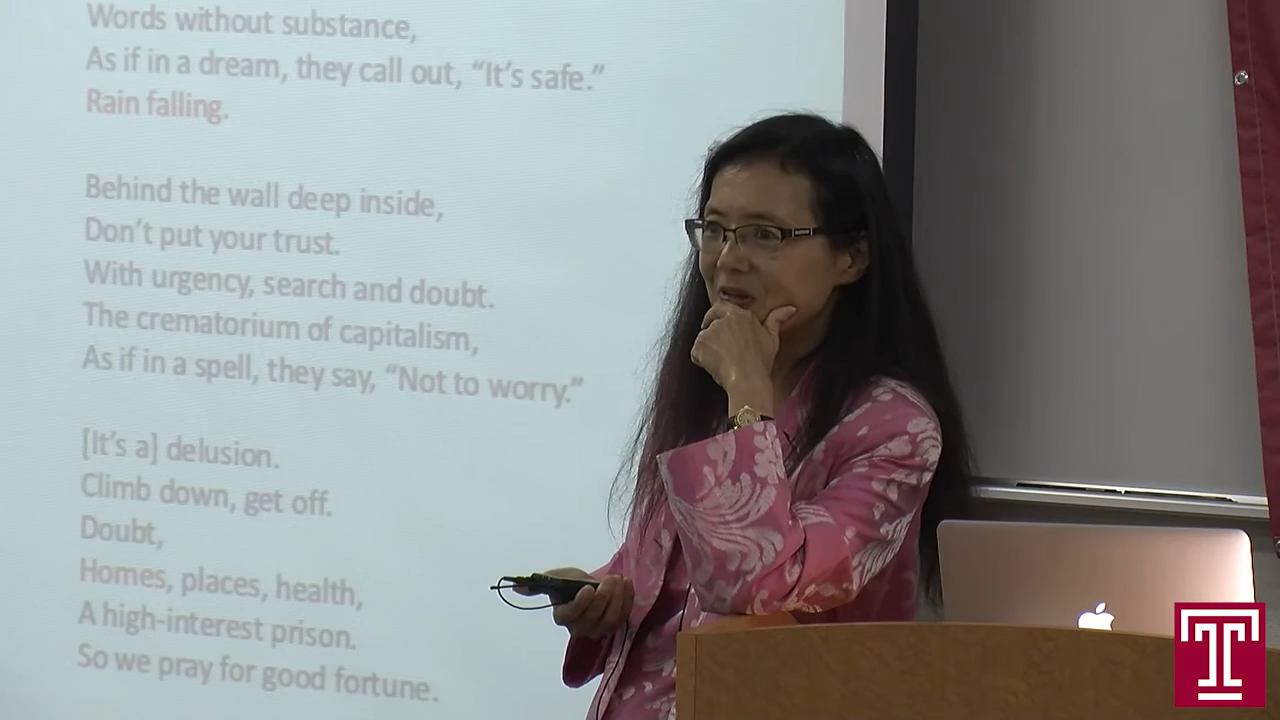 Words without substance,
As if in a dream, they call out, “It’s safe.”
Rain falling.
Behind the wall deep inside,
Don’t put your trust.
With urgency, search and doubt.
The crematorium of capitalism,
As if in a spell, they say, “Not to worry.”
[It’s a] delusion.
Climb down, get off.
Doubt,
Homes, places, health,
A high-interest prison.
So we pray for good fortune.
T